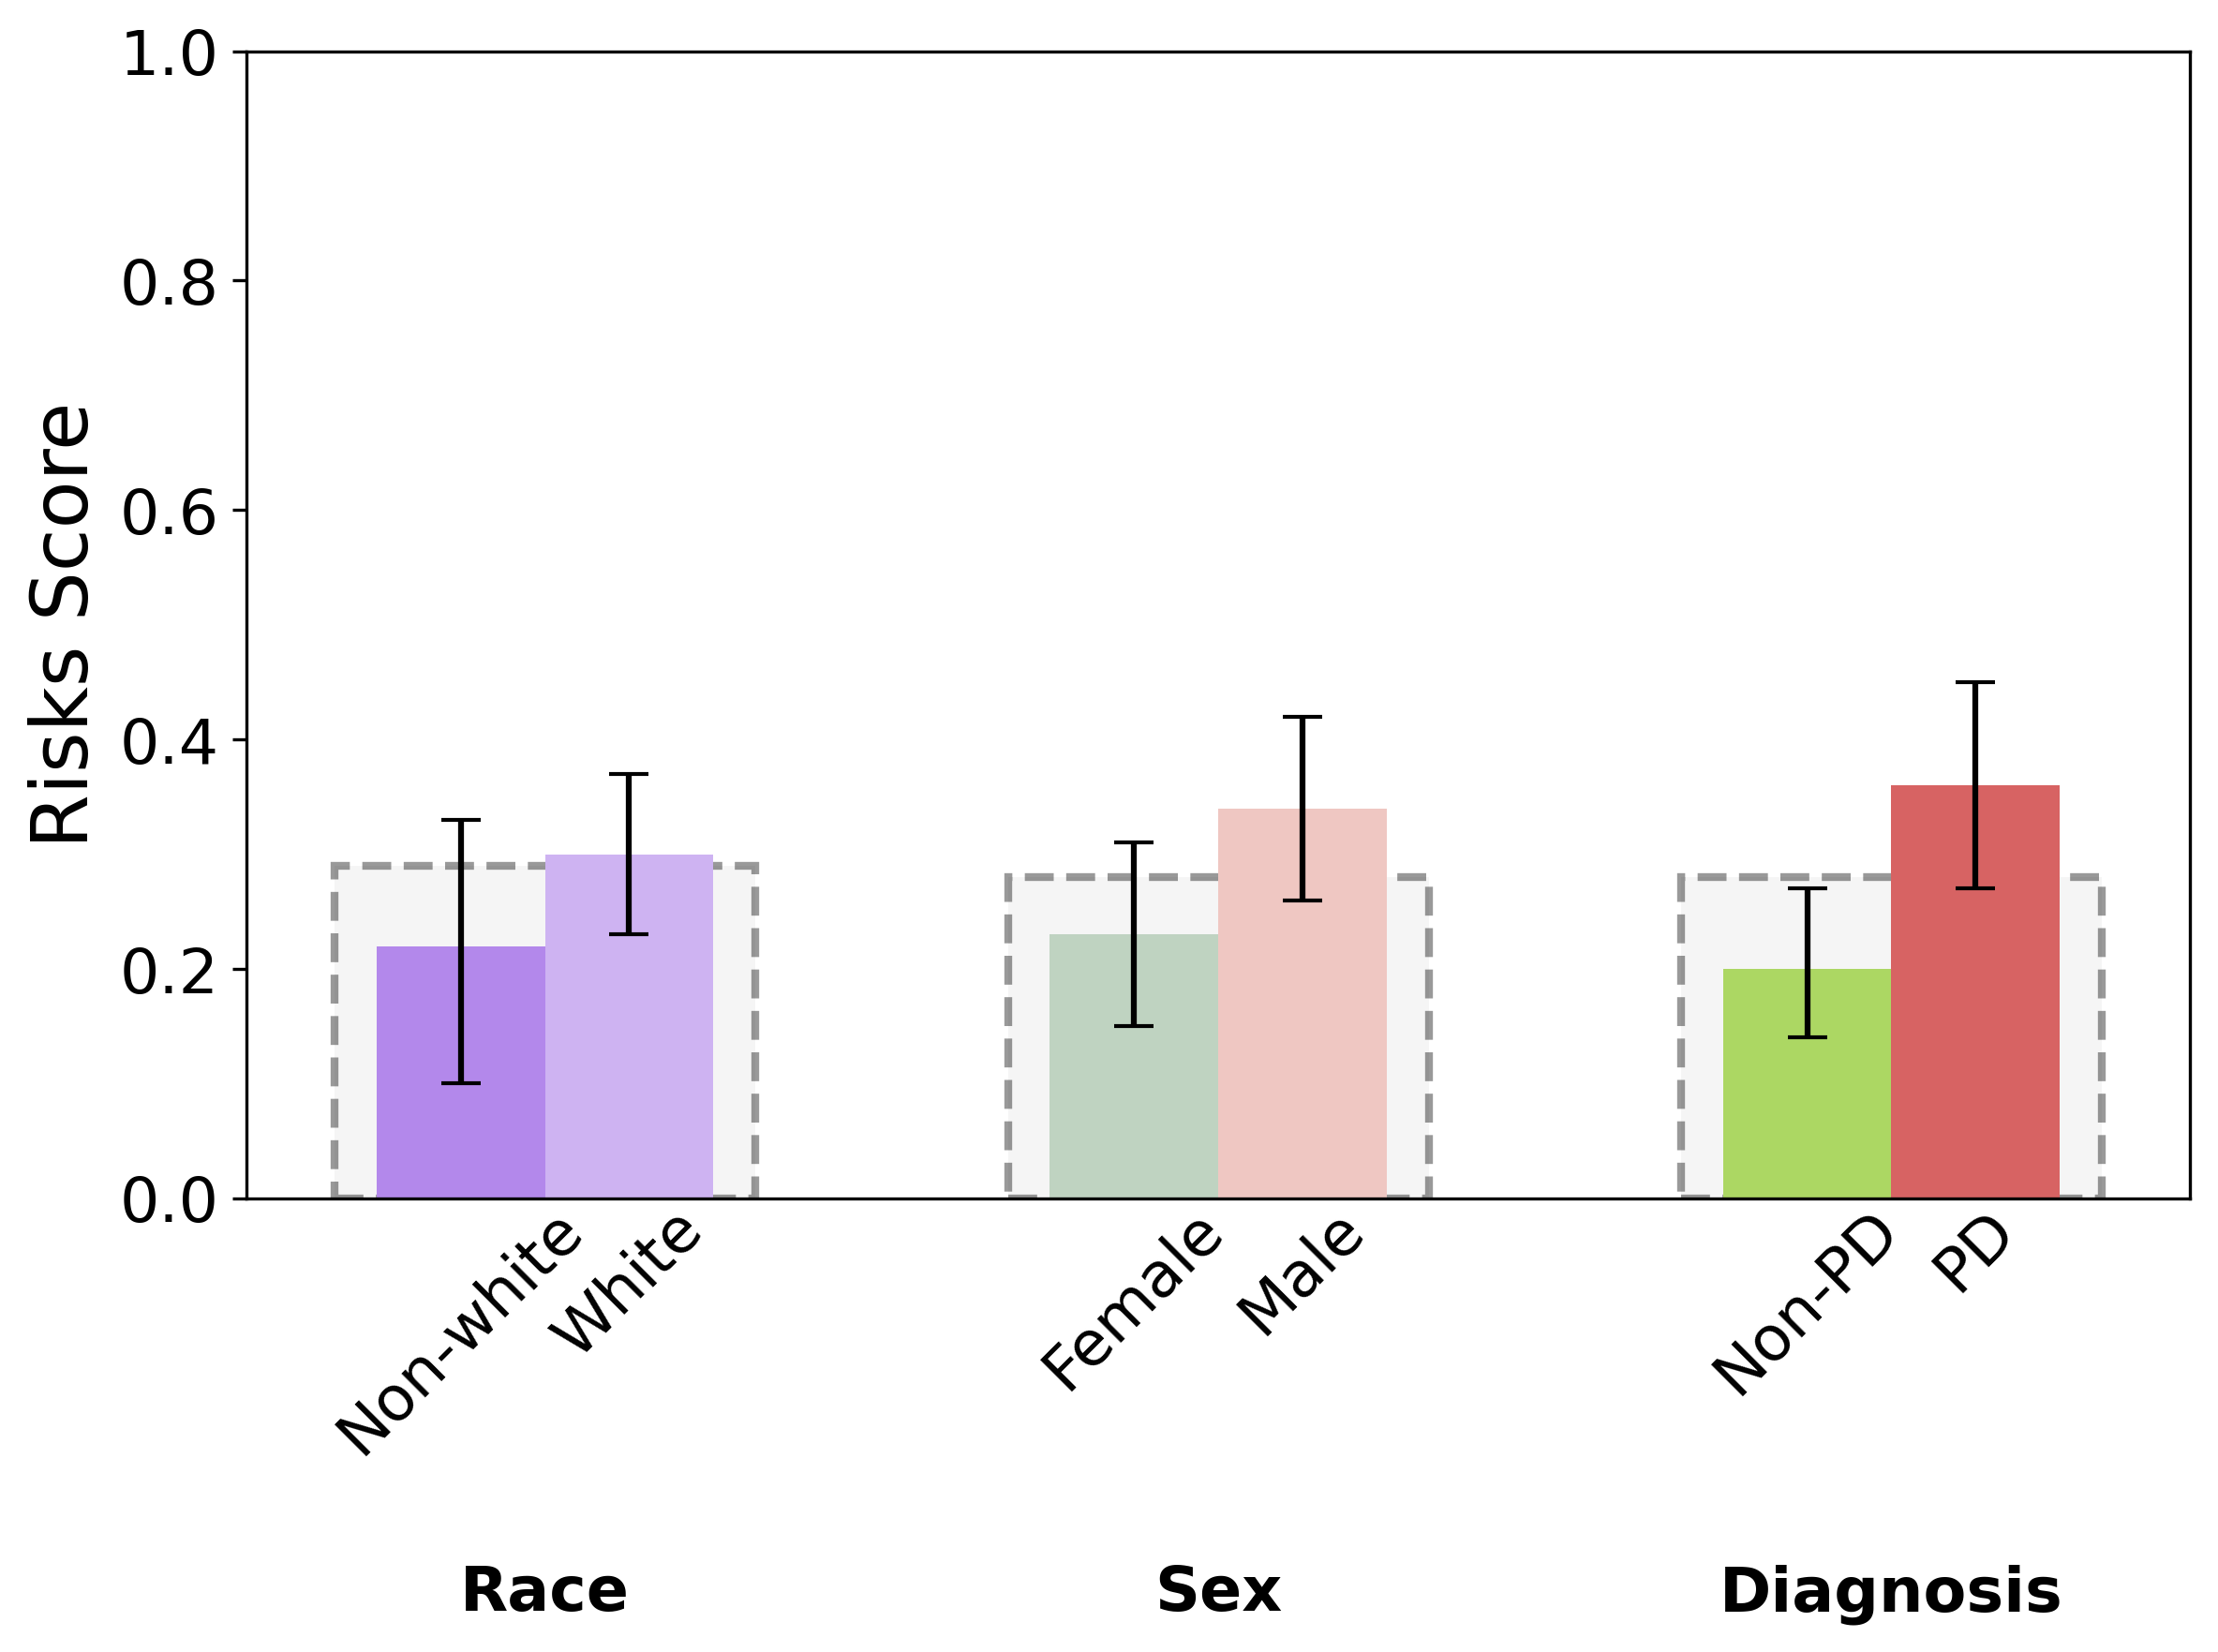 Risks Score
1.0
0.8
0.6
0.4
0.2
0.0
Non-white
White
Female
Male
Non-PD
PD
Race
Sex
Diagnosis